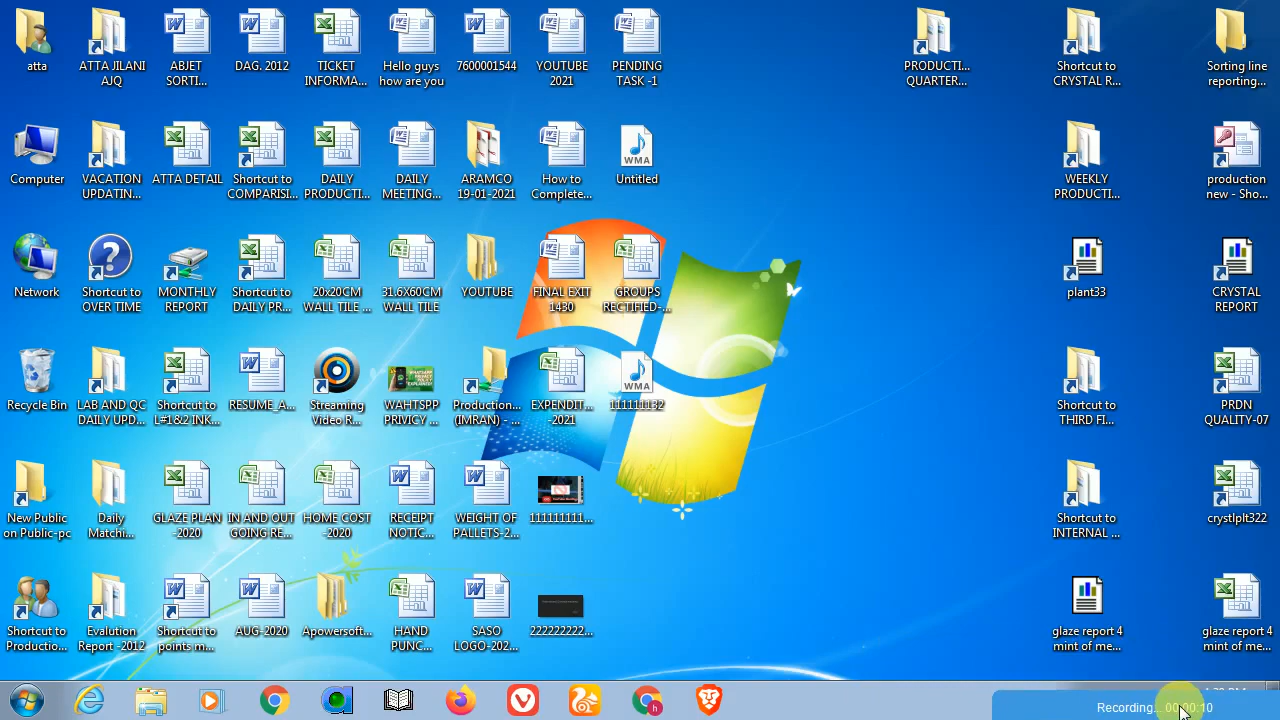 atta
ATTA JILANI
AJQ
ABJET
SORTI...
DAG. 2012
TICKET
INFORMA...
Hello guys
how are you
7600001544
YOUTUBE
2021
PENDING
TASK -1
PRODUCTI...
QUARTER...
Shortcut to
CRYSTAL R...
Sorting line
reporting...
Computer
VACATION
UPDATIN...
ATTA DETAIL
Shortcut to
COMPARISI...
DAILY
PRODUCTI...
DAILY
MEETING...
ARAMCO
19-01-2021
How to
Complete...
WMA
Untitled
WEEKLY
PRODUCTI...
production
new - Sho...
Network
Shortcut to
OVER TIME
MONTHLY
REPORT
Shortcut to
DAILY PR...
20x20CM
WALL TILE ...
31.6X60CM
WALL TILE
YOUTUBE
FINAL EXIT
1430
GROUPS
RECTIFIED-...
plant33
CRYSTAL
REPORT
Recycle Bin
LAB AND QC
DAILY UPD...
Shortcut to
L#1&2 INK...
RESUME_A...
Streaming
Video R...
WAHTSPP
PRIVICY ...
Production...
(IMRAN) - ...
EXPENDIT...
-2021
WMA
111111132
Shortcut to
THIRD FI...
PRDN
QUALITY-07
New Public
on Public-pc
Daily
Matchi...
GLAZE PLAN
-2020
IN AND OUT
GOING RE...
HOME COST
-2020
RECEIPT
NOTIC...
WEIGHT OF
PALLETS-2...
111111111...
Shortcut to
INTERNAL ...
crystlplt322
Shortcut to
Productio...
Evalution
Report -2012
Shortcut to
points m...
AUG-2020
Apowersoft...
HAND
PUNC...
SASO
LOGO-202...
222222222...
glaze report 4
mint of me...
glaze report 4
mint of me...
Recording... 00:00:10